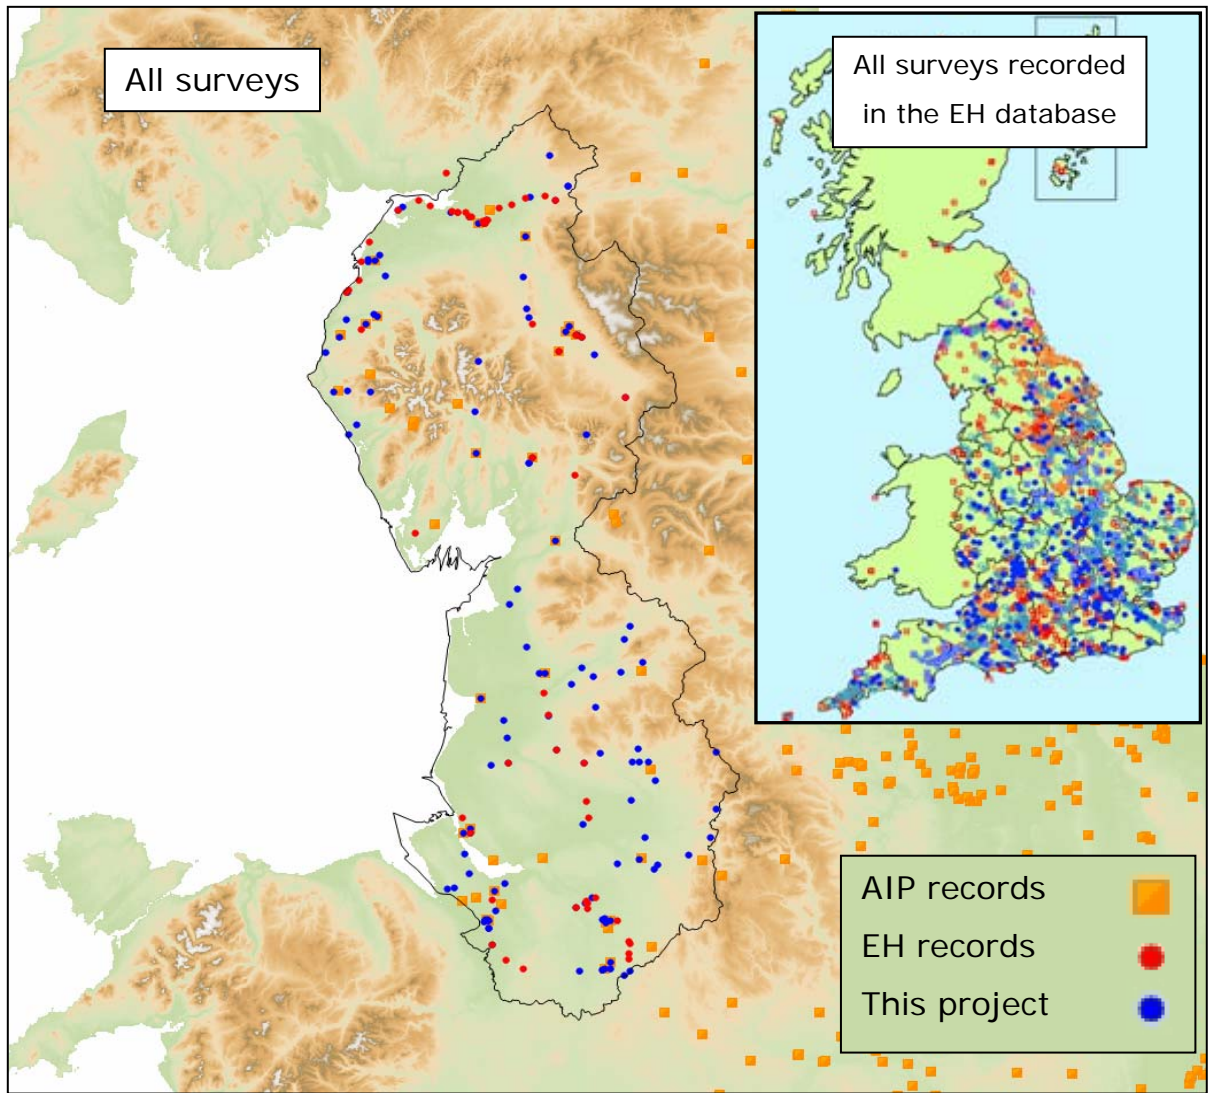 All surveys
All surveys recorded
in the EH database
AIP records
EH records
This project